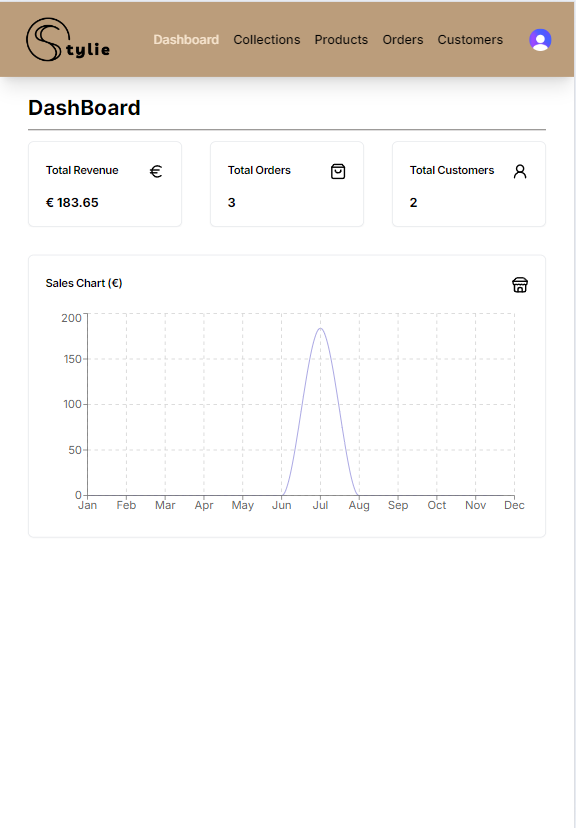 Stylie
Dashboard Collections Products Orders Customers
DashBoard
Total Revenue €
€ 183.65
Total Orders
3
Total Customers
2
Sales Chart (€)
200
150
100
50
0
Jan Feb Mar Apr May Jun Jul Aug Sep Oct Nov Dec